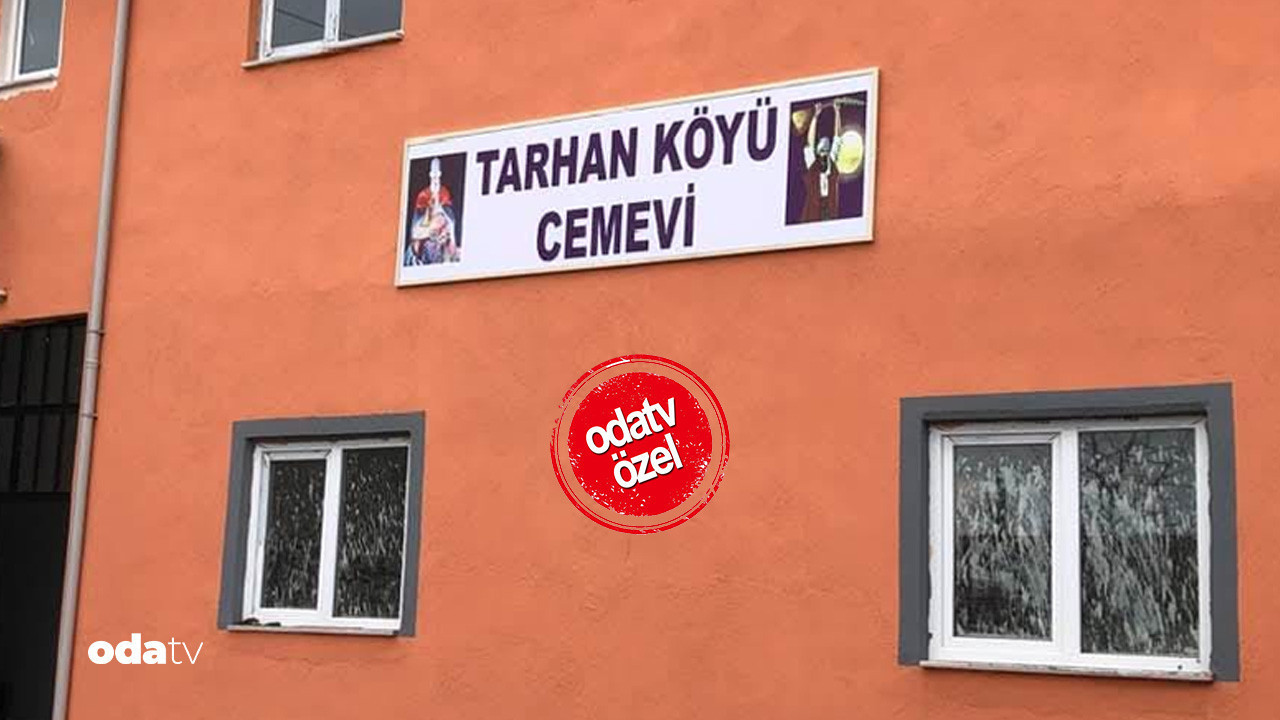 TARHAN KÖYÜ
CEMEVİ
odatv
özel
odatv